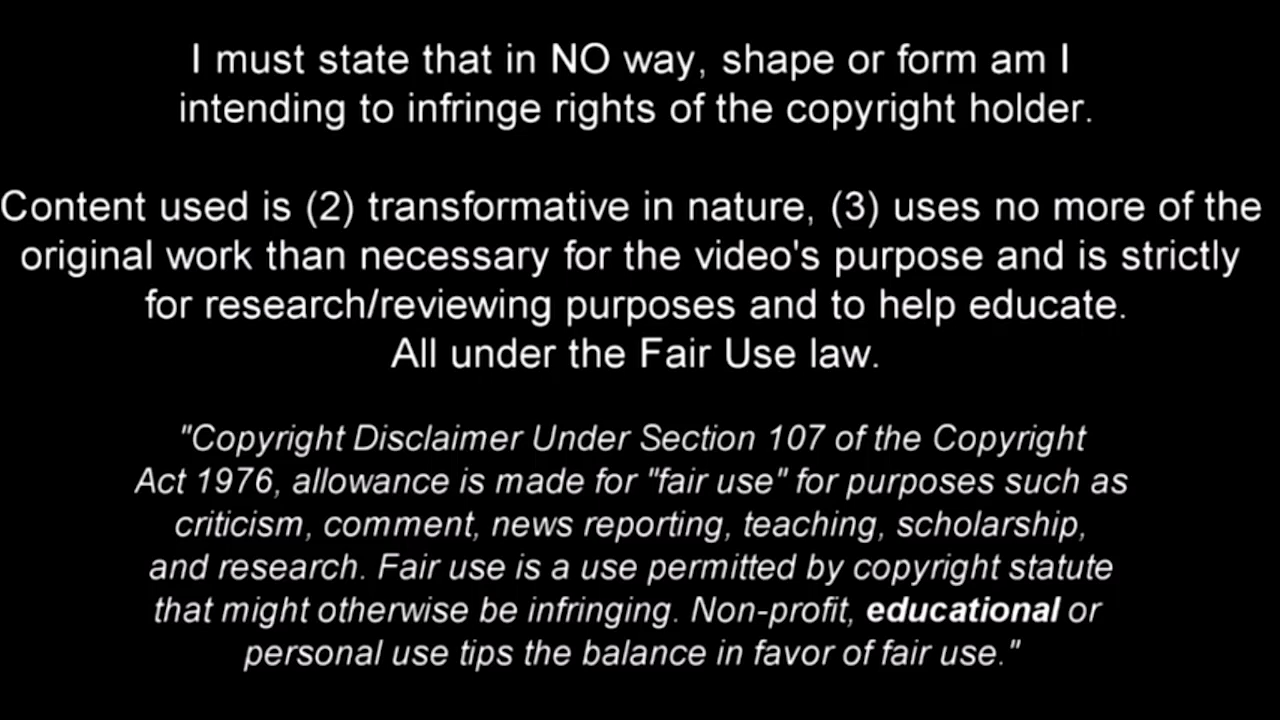 I must state that in NO way, shape or form am I
intending to infringe rights of the copyright holder.
Content used is (2) transformative in nature, (3) uses no more of the
original work than necessary for the video's purpose and is strictly
for research/reviewing purposes and to help educate.
All under the Fair Use law.
"Copyright Disclaimer Under Section 107 of the Copyright
Act 1976, allowance is made for "fair use" for purposes such as
criticism, comment, news reporting, teaching, scholarship,
and research. Fair use is a use permitted by copyright statute
that might otherwise be infringing. Non-profit, educational or
personal use tips the balance in favor of fair use."